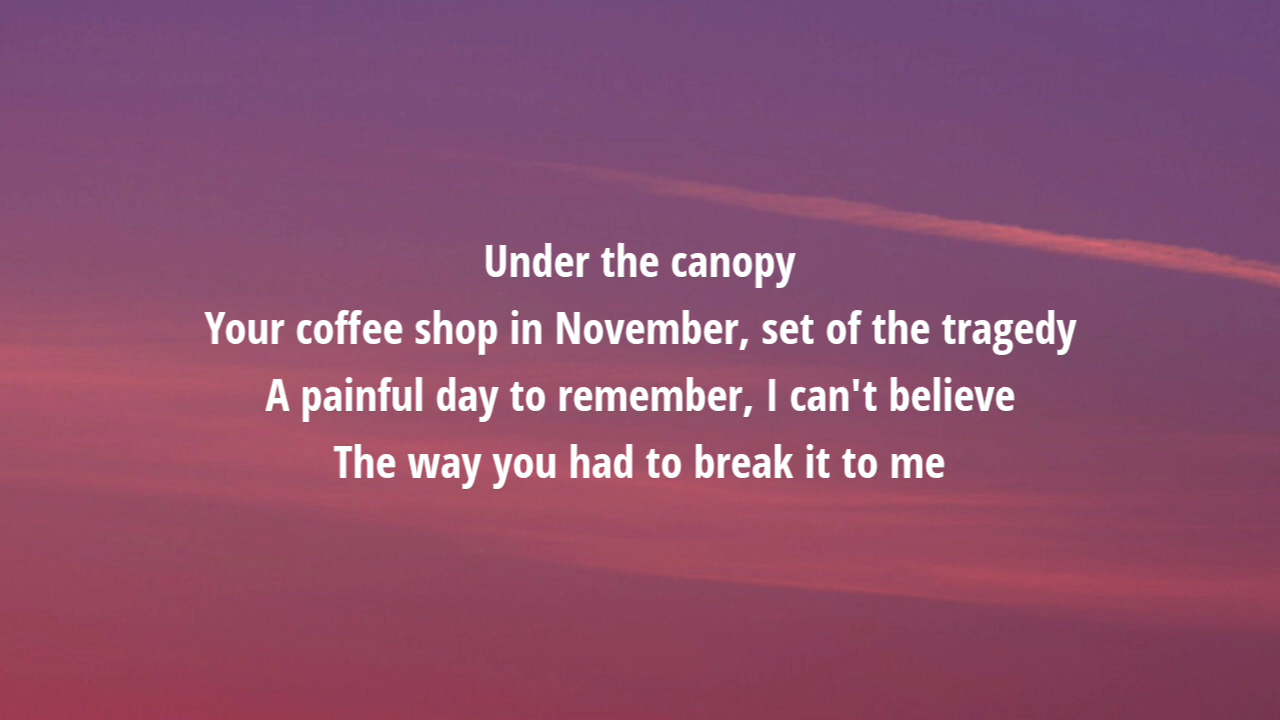 Under the canopy
Your coffee shop in November, set of the tragedy
A painful day to remember, I can't believe
The way you had to break it to me